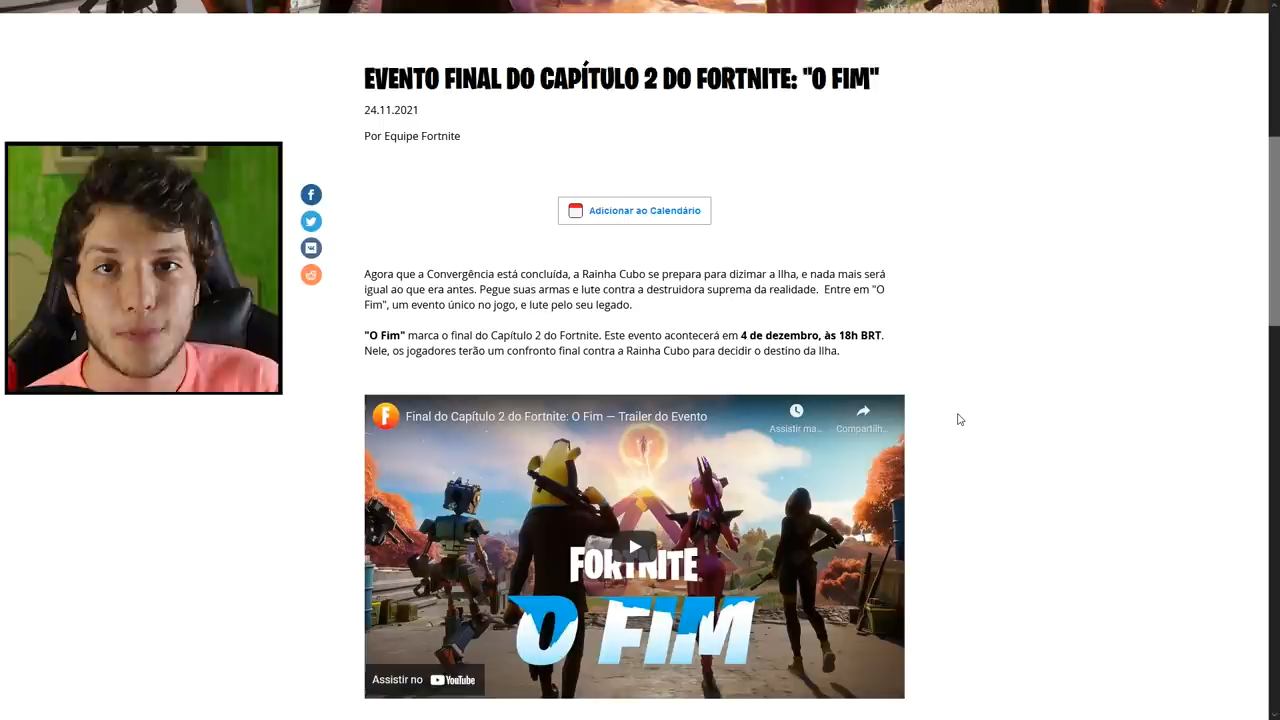 EVENTO FINAL DO CAPÍTULO 2 DO FORTNITE: "O FIM"
24.11.2021
Por Equipe Fortnite
Adicionar ao Calendário
Agora que a Convergência está concluída, a Rainha Cubo se prepara para dizimar a Ilha, e nada mais será
igual ao que era antes. Pegue suas armas e lute contra a destruidora suprema da realidade.  Entre em "O
Fim", um evento único no jogo, e lute pelo seu legado.
"O Fim" marca o final do Capítulo 2 do Fortnite. Este evento acontecerá em 4 de dezembro, às 18h BRT.
Nele, os jogadores terão um confronto final contra a Rainha Cubo para decidir o destino da Ilha.
Final do Capítulo 2 do Fortnite: O Fim — Trailer do Evento
Assistir ma...
Compartilh...
FORTNITE
O FIM
Assistir no YouTube